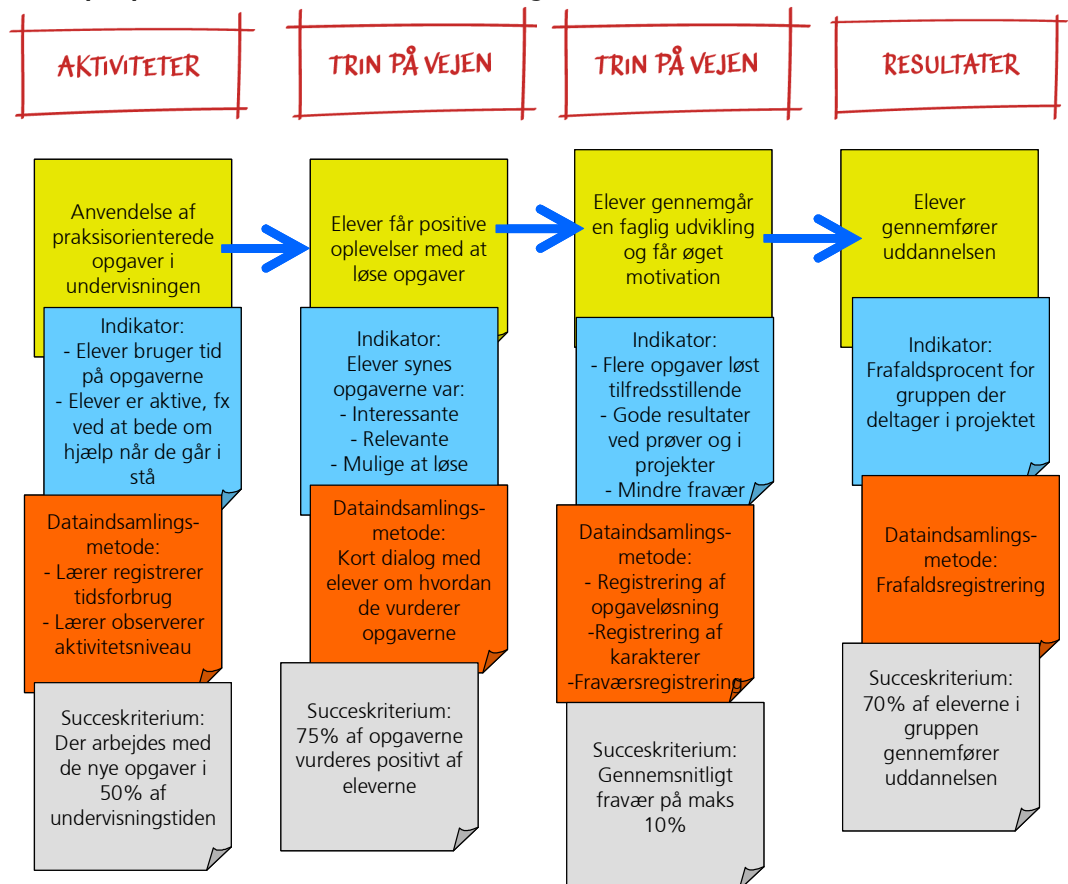 AKTIVITETER
TRIN PÅ VEJEN
TRIN PÅ VEJEN
RESULTATER
Anvendelse af
praksisorienterede
opgaver i
undervisningen
Indikator:
- Elever bruger tid
på opgaverne
- Elever er aktive, fx
ved at bede om
hjælp når de går i
stå
Dataindsamlings-
metode:
- Lærer registrerer
tidsforbrug
- Lærer observerer
aktivitetsniveau
Succeskriterium:
Der arbejdes med
de nye opgaver i
50% af
undervisningstiden
Elever får positive
oplevelser med at
løse opgaver
Indikator:
Elever synes
opgaverne var:
- Interessante
- Relevante
- Mulige at løse
Dataindsamlings-
metode:
Kort dialog med
elever om hvordan
de vurderer
opgaverne
Succeskriterium:
75% af opgaverne
vurderes positivt af
eleverne
Elever gennemgår
en faglig udvikling
og får øget
motivation
Indikator:
- Flere opgaver løst
tilfredsstillende
- Gode resultater
ved prøver og i
projekter
- Mindre fravær
Dataindsamlings-
metode:
- Registrering af
opgaveløsning
-Registrering af
karakterer
-Fraværsregistrering
Succeskriterium:
Gennemsnitligt
fravær på maks
10%
Elever
gennemfører
uddannelsen
Indikator:
Frafaldsprocent for
gruppen der
deltager i projektet
Dataindsamlings-
metode:
Frafaldsregistrering
Succeskriterium:
70% af eleverne i
gruppen
gennemfører
uddannelsen